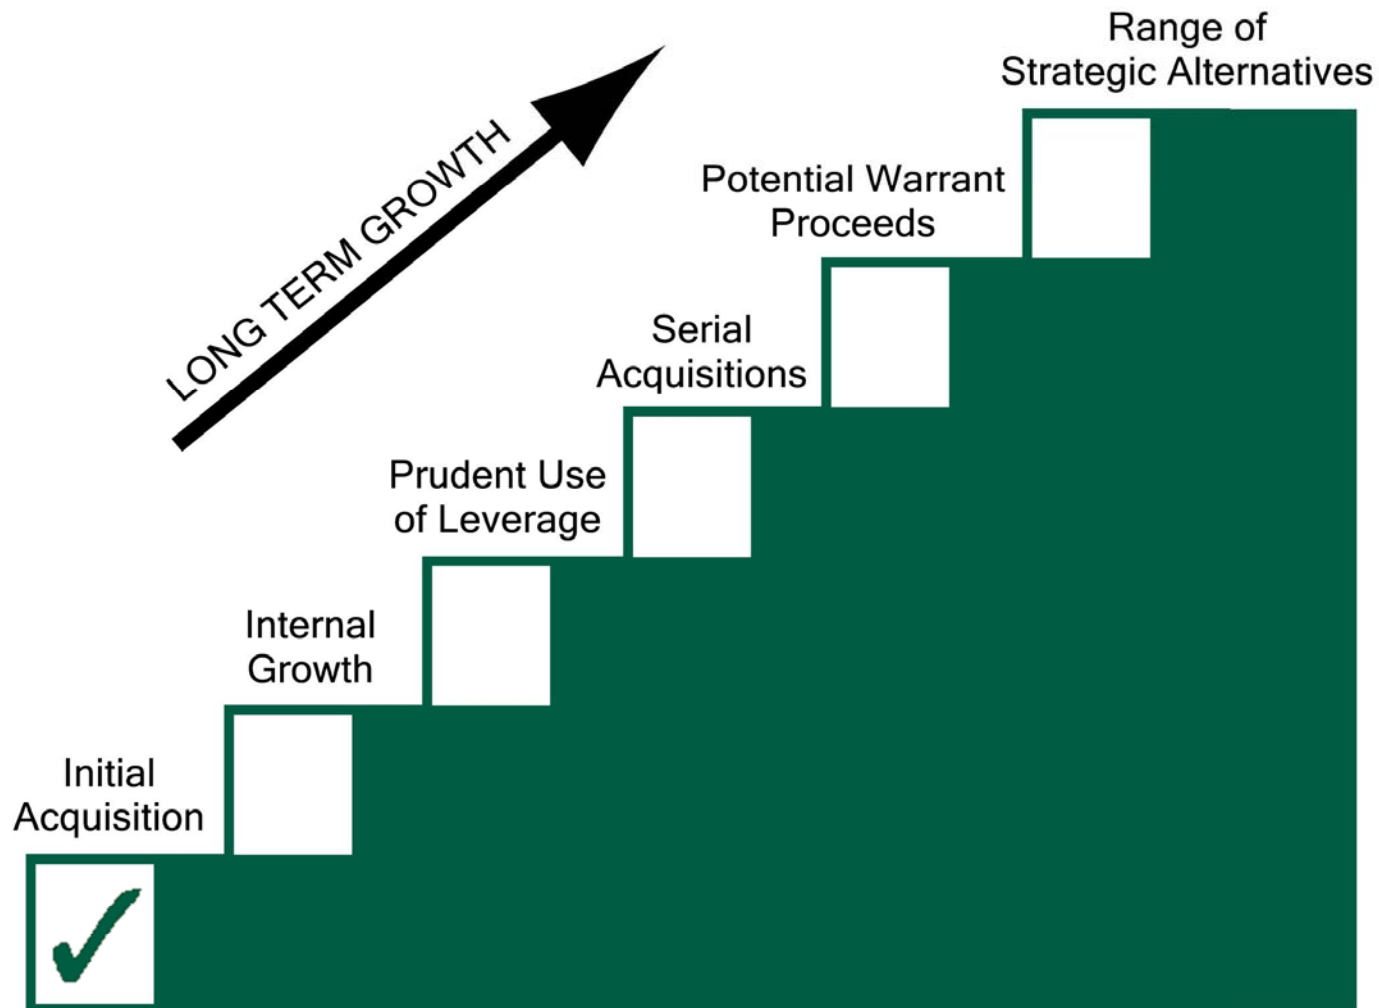 Range of
Strategic Alternatives
LONG TERM GROWTH
Potential Warrant
Proceeds
Serial
Acquisitions
Prudent Use
of Leverage
Internal
Growth
Initial
Acquisition